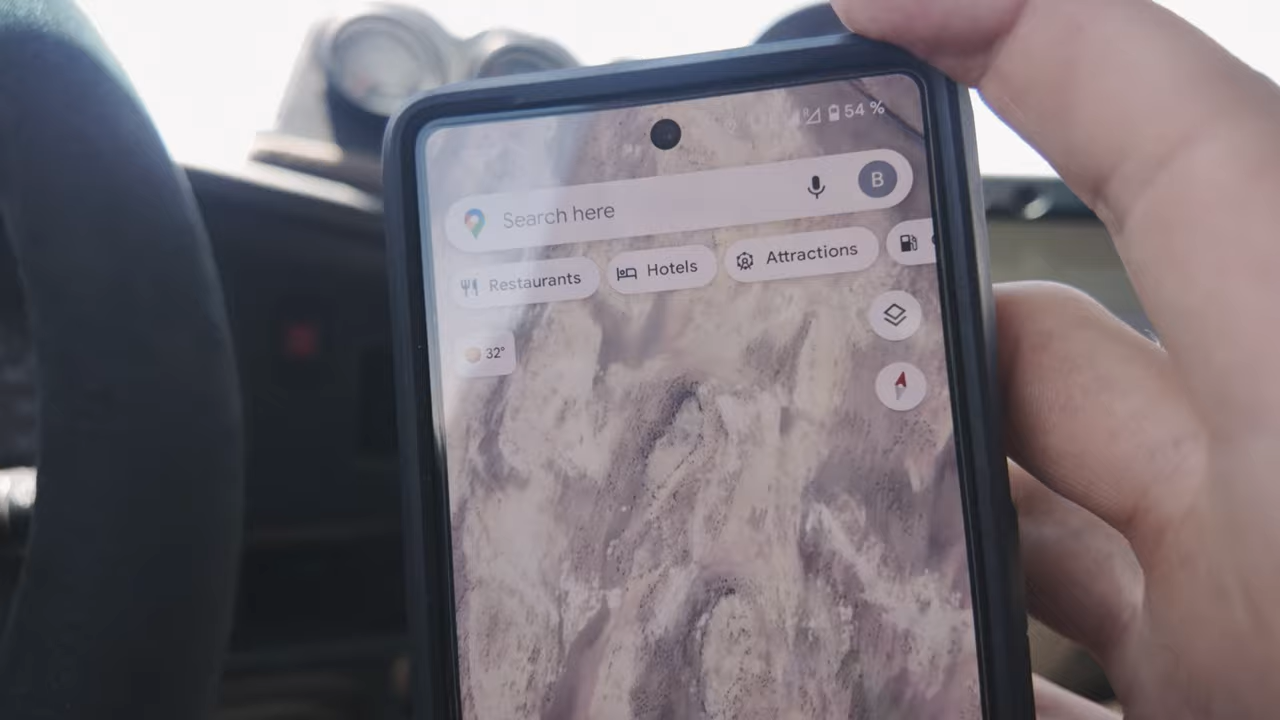 54 %
Search here
B
Restaurants
Hotels
Attractions
32°